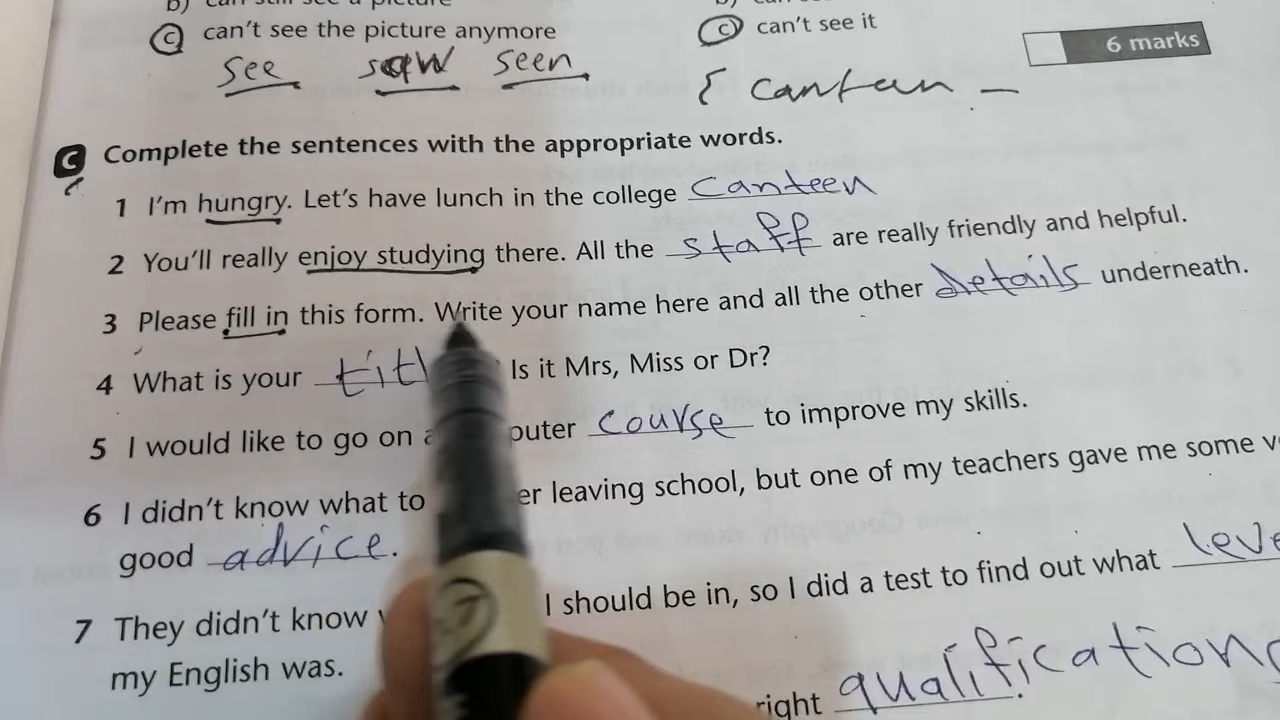 can't see the picture anymore
c can't see it
6 marks
see saw seen
{ canteen -
C Complete the sentences with the appropriate words.
1 I'm hungry. Let's have lunch in the college canteen
2 You'll really enjoy studying there. All the staff are really friendly and helpful.
3 Please fill in this form. Write your name here and all the other details underneath.
4 What is your Is it Mrs, Miss or Dr?
5 I would like to go on a course to improve my skills.
6 I didn't know what to leaving school, but one of my teachers gave me some
good advice.
7 They didn't know I should be in, so I did a test to find out what
my English was.
right qualification